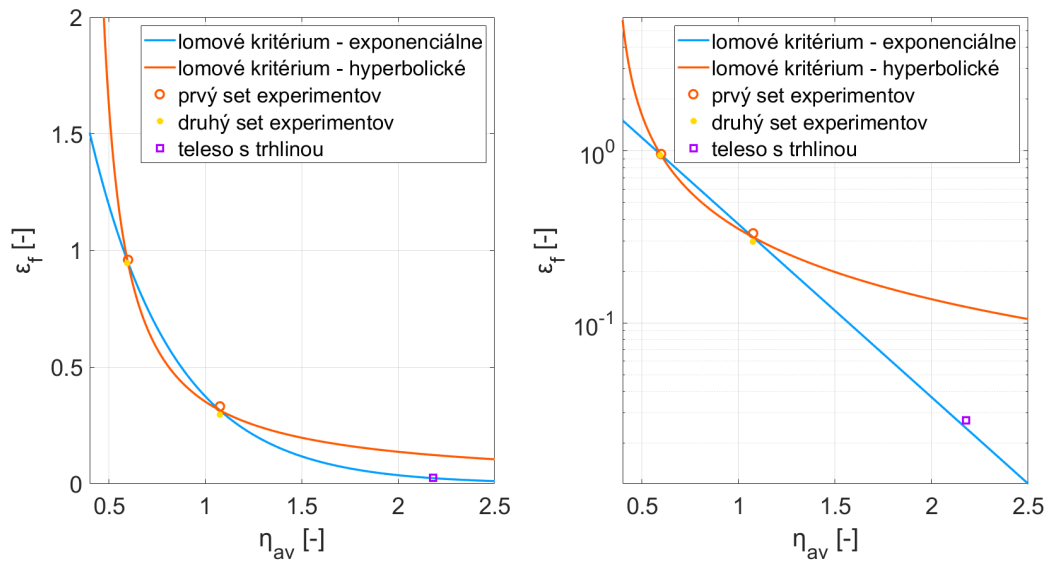 2
1.5
1
0.5
0
0.5
1
1.5
2
2.5
ε_f [-]
η_av [-]
lomové kritérium - exponenciálne
lomové kritérium - hyperbolické
prvý set experimentov
druhý set experimentov
teleso s trhlinou
10^0
10^-1
0.5
1
1.5
2
2.5
ε_f [-]
η_av [-]
lomové kritérium - exponenciálne
lomové kritérium - hyperbolické
prvý set experimentov
druhý set experimentov
teleso s trhlinou